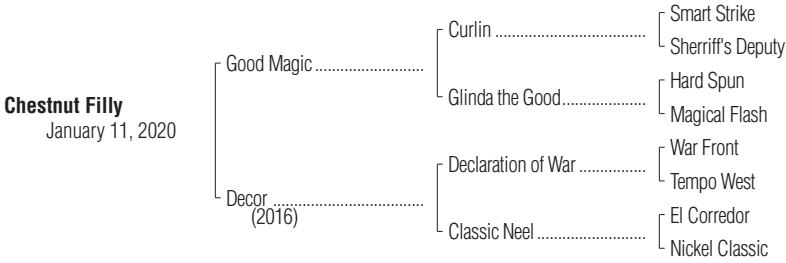 Smart Strike
Curlin ......................................
Sherriff's Deputy
Good Magic ...........................
Hard Spun
Glinda the Good.....................
Magical Flash
Chestnut Filly
January 11, 2020
War Front
Declaration of War .................
Tempo West
Decor ......................................
(2016)
El Corredor
Classic Neel ...........................
Nickel Classic